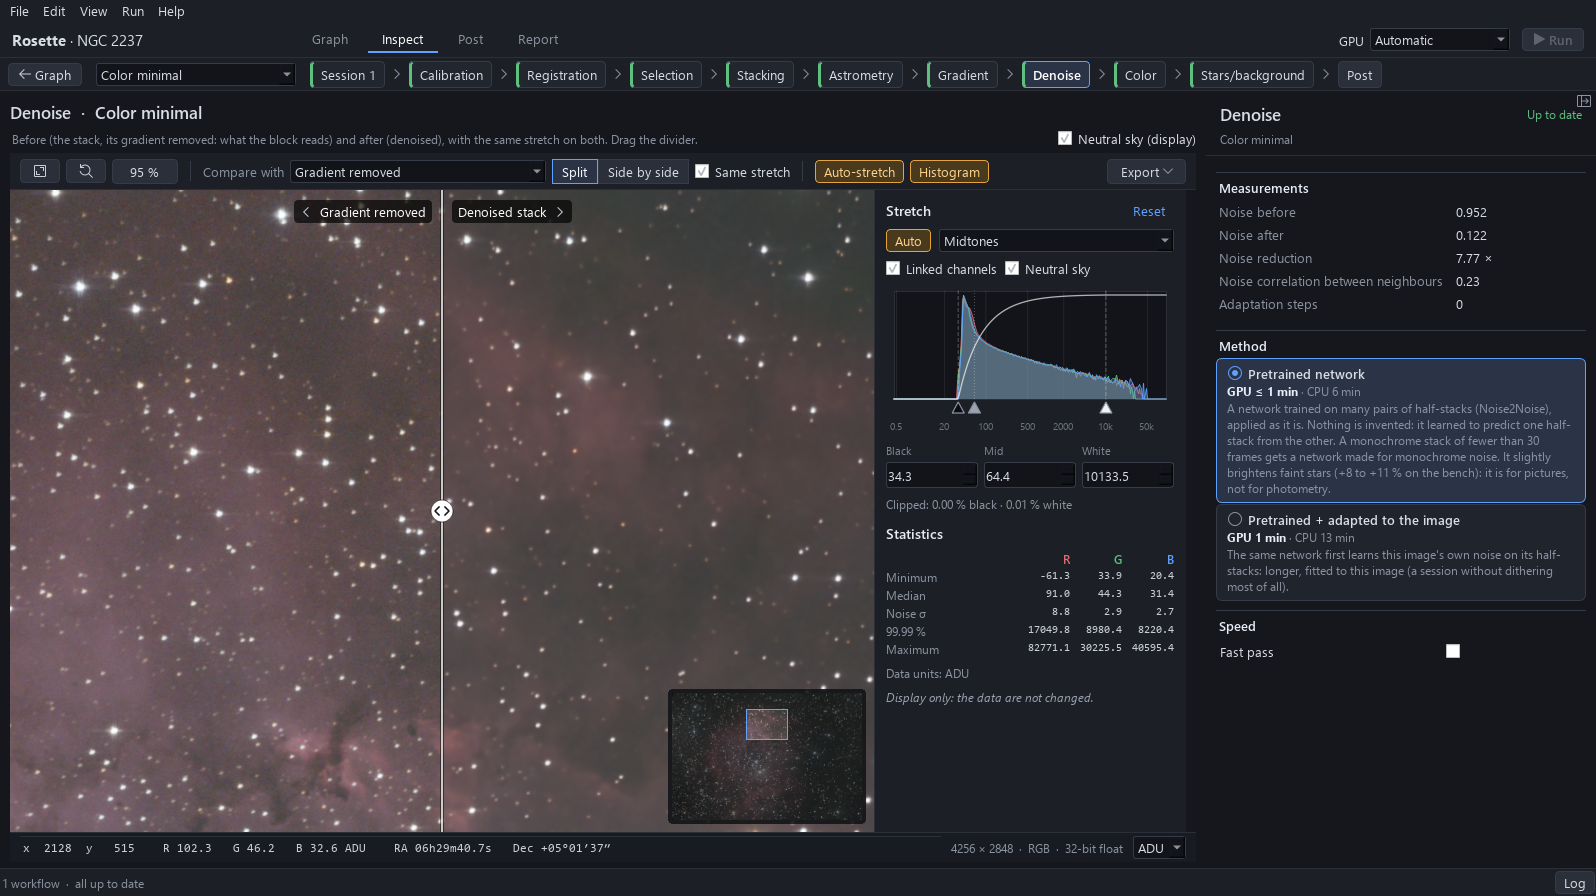 File Edit View Run Help
Rosette · NGC 2237
Graph Inspect Post Report
GPU Automatic Run
Graph Color minimal Session 1 Calibration Registration Selection Stacking Astrometry Gradient Denoise Color Stars/background Post
Denoise · Color minimal
Before (the stack, its gradient removed: what the block reads) and after (denoised), with the same stretch on both. Drag the divider.
Neutral sky (display)
95 % Compare with Gradient removed Split Side by side Same stretch Auto-stretch Histogram Export
Gradient removed
Denoised stack
Stretch Reset
Auto Midtones
Linked channels Neutral sky
0.5 20 100 500 2000 10k 50k
Black Mid White
34.3 64.4 10133.5
Clipped: 0.00 % black · 0.01 % white
Statistics
R G B
Minimum -61.3 33.9 20.4
Median 91.0 44.3 31.4
Noise σ 8.8 2.9 2.7
99.99 % 17049.8 8980.4 8220.4
Maximum 82771.1 30225.5 40595.4
Data units: ADU
Display only: the data are not changed.
x 2128 y 515 R 102.3 G 46.2 B 32.6 ADU RA 06h29m40.7s Dec +05°01’37”
4256 × 2848 · RGB · 32-bit float ADU
Denoise
Up to date
Color minimal
Measurements
Noise before 0.952
Noise after 0.122
Noise reduction 7.77 ×
Noise correlation between neighbours 0.23
Adaptation steps 0
Method
Pretrained network
GPU ≤ 1 min · CPU 6 min
A network trained on many pairs of half-stacks (Noise2Noise),
applied as it is. Nothing is invented: it learned to predict one half-
stack from the other. A monochrome stack of fewer than 30
frames gets a network made for monochrome noise. It slightly
brightens faint stars (+8 to +11 % on the bench): it is for pictures,
not for photometry.
Pretrained + adapted to the image
GPU 1 min · CPU 13 min
The same network first learns this image's own noise on its half-
stacks: longer, fitted to this image (a session without dithering
most of all).
Speed
Fast pass
1 workflow · all up to date
Log